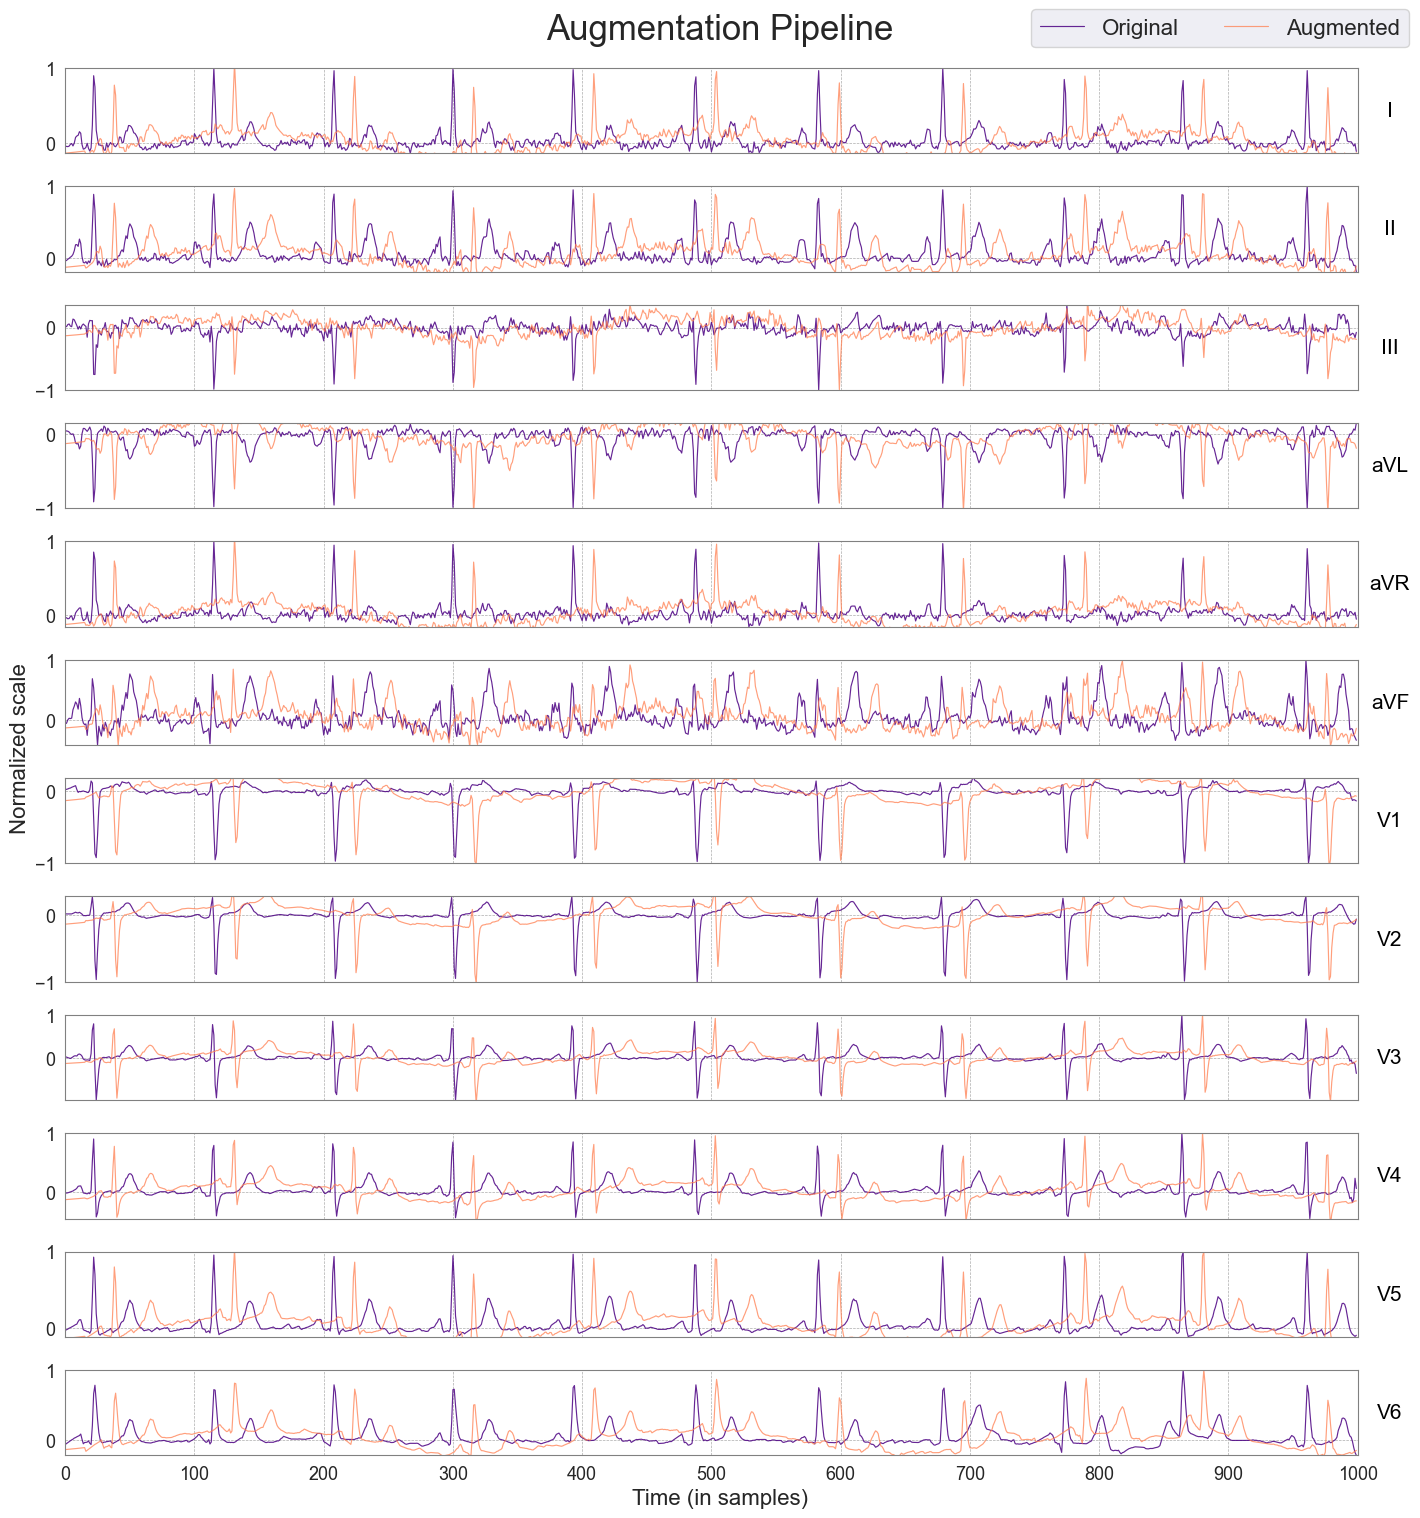 Augmentation Pipeline
Original
Augmented
1
0
I
1
0
II
0
−1
III
0
−1
aVL
1
0
aVR
Normalized scale
1
0
aVF
0
−1
V1
0
−1
V2
1
0
V3
1
0
V4
1
0
V5
1
0
V6
0 100 200 300 400 500 600 700 800 900 1000
Time (in samples)